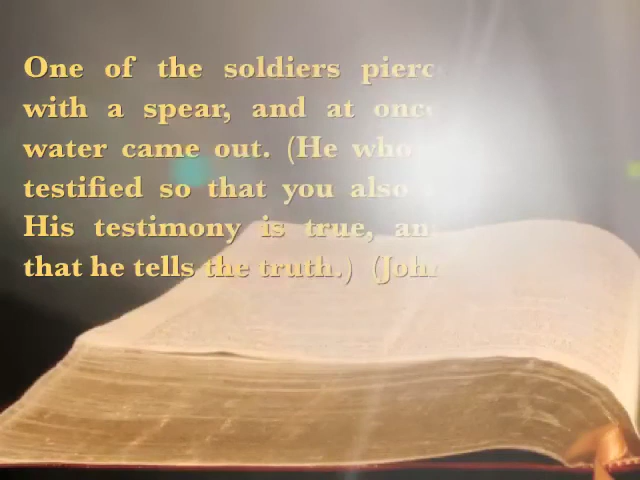 One of the soldiers pierc
with a spear, and at onc
water came out. (He who
testified so that you also
His testimony is true, an
that he tells the truth.) (John